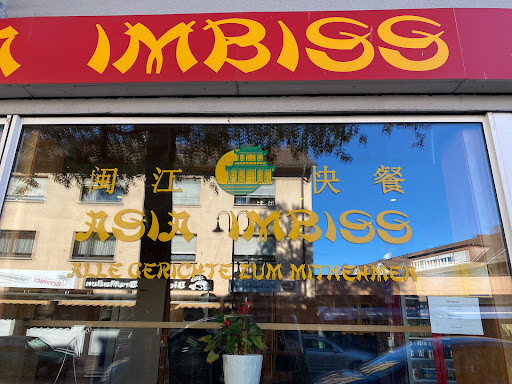 A IMBISS
闽江 快餐
ASIA IMBISS
ALLE GERICHTE ZUM MITNEHMEN